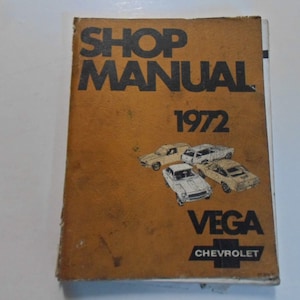 SHOP
MANUAL
1972
VEGA
CHEVROLET